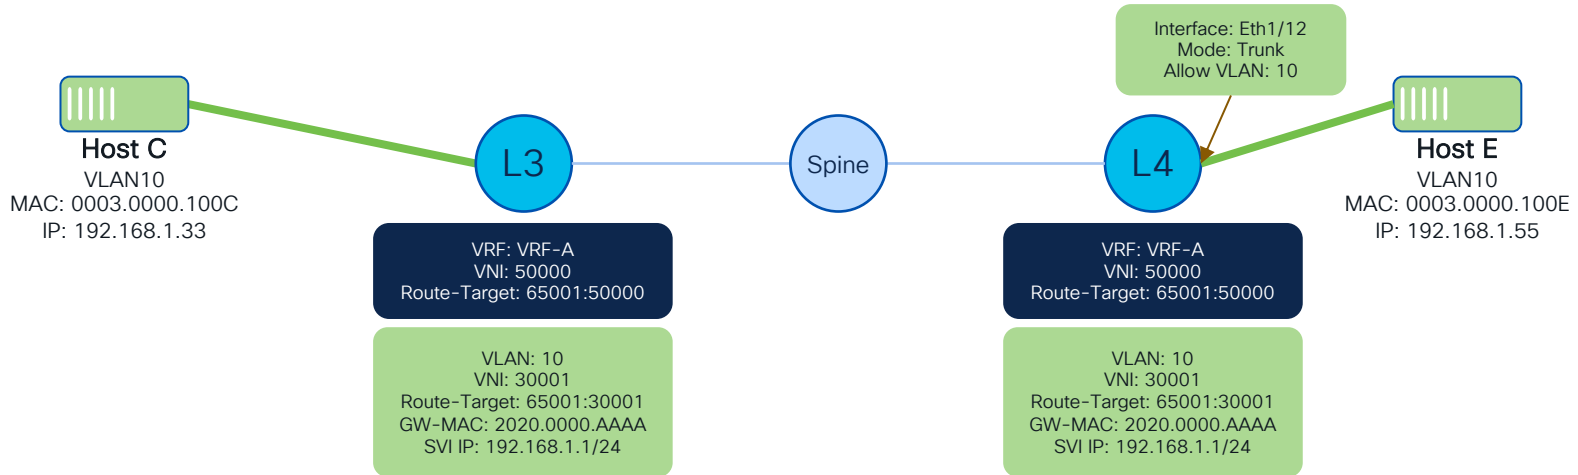 Interface: Eth1/12
Mode: Trunk
Allow VLAN: 10
Host C
VLAN10
MAC: 0003.0000.100C
IP: 192.168.1.33
L3
Spine
L4
Host E
VLAN10
MAC: 0003.0000.100E
IP: 192.168.1.55
VRF: VRF-A
VNI: 50000
Route-Target: 65001:50000
VLAN: 10
VNI: 30001
Route-Target: 65001:30001
GW-MAC: 2020.0000.AAAA
SVI IP: 192.168.1.1/24
VRF: VRF-A
VNI: 50000
Route-Target: 65001:50000
VLAN: 10
VNI: 30001
Route-Target: 65001:30001
GW-MAC: 2020.0000.AAAA
SVI IP: 192.168.1.1/24